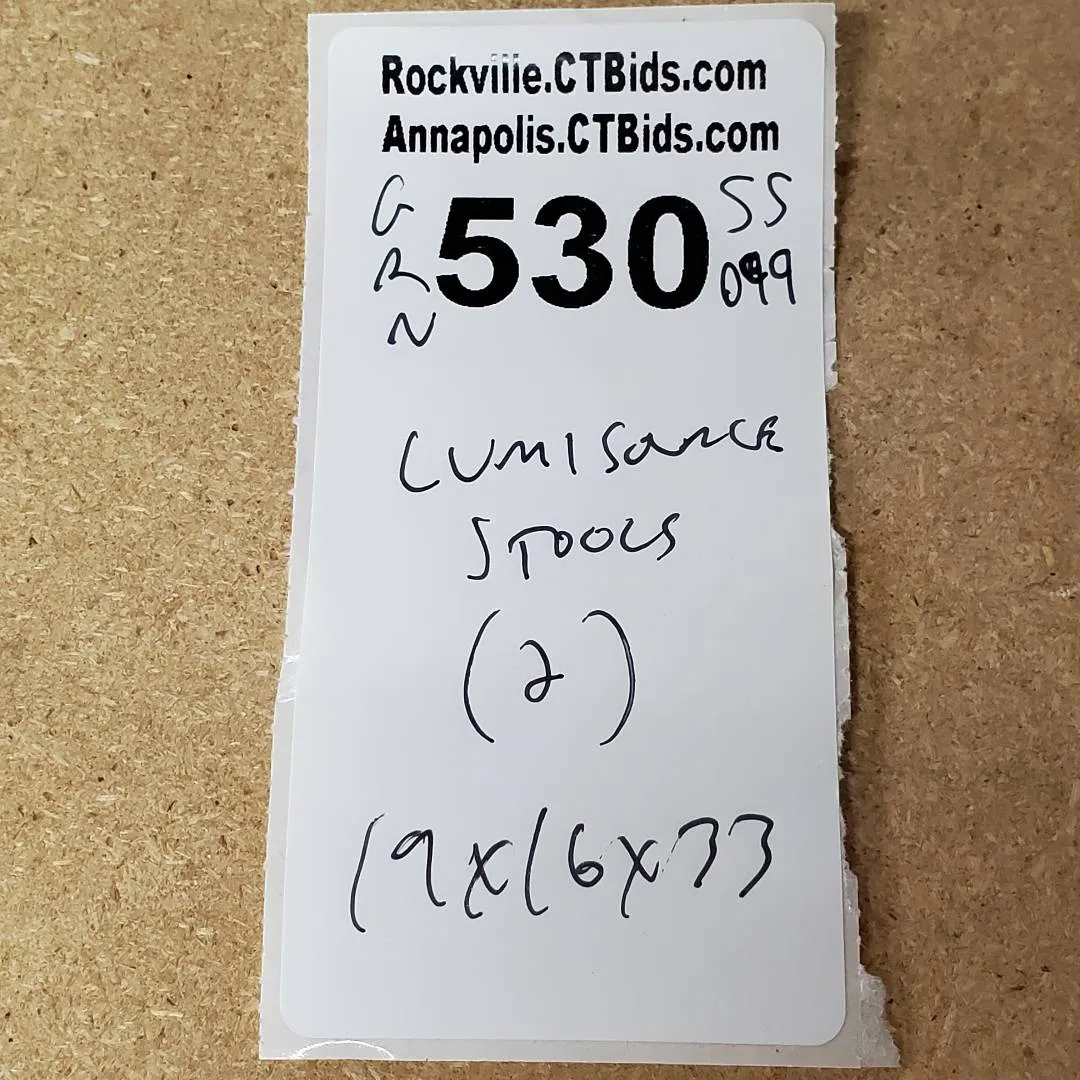 Rockville.CTBids.com
Annapolis.CTBids.com
G
R
N
530
SS
049
LUMISOURCE
STOOLS
(2)
19x16x33